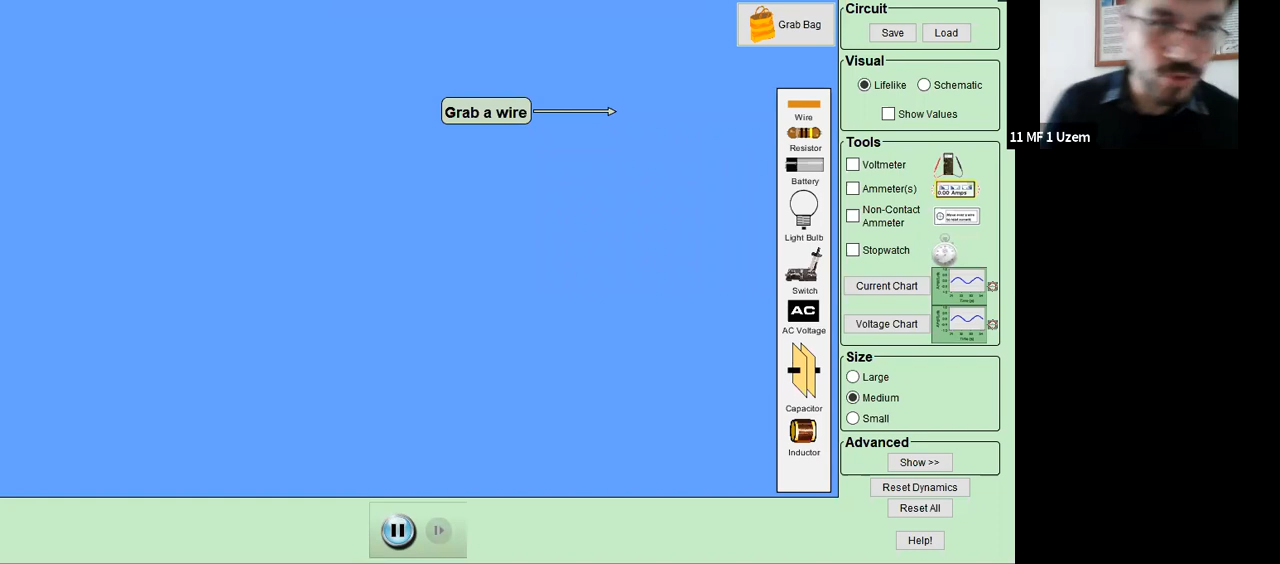 Grab Bag
Grab a wire
Wire
Resistor
Battery
Light Bulb
Switch
AC
AC Voltage
Capacitor
Inductor
Circuit
Save
Load
Visual
Lifelike
Schematic
Show Values
Tools
Voltmeter
Ammeter(s)
0.00 Amps
Non-Contact
Ammeter
Stopwatch
Current Chart
Voltage Chart
Size
Large
Medium
Small
Advanced
Show >>
Reset Dynamics
Reset All
Help!
11 MF 1 Uzem